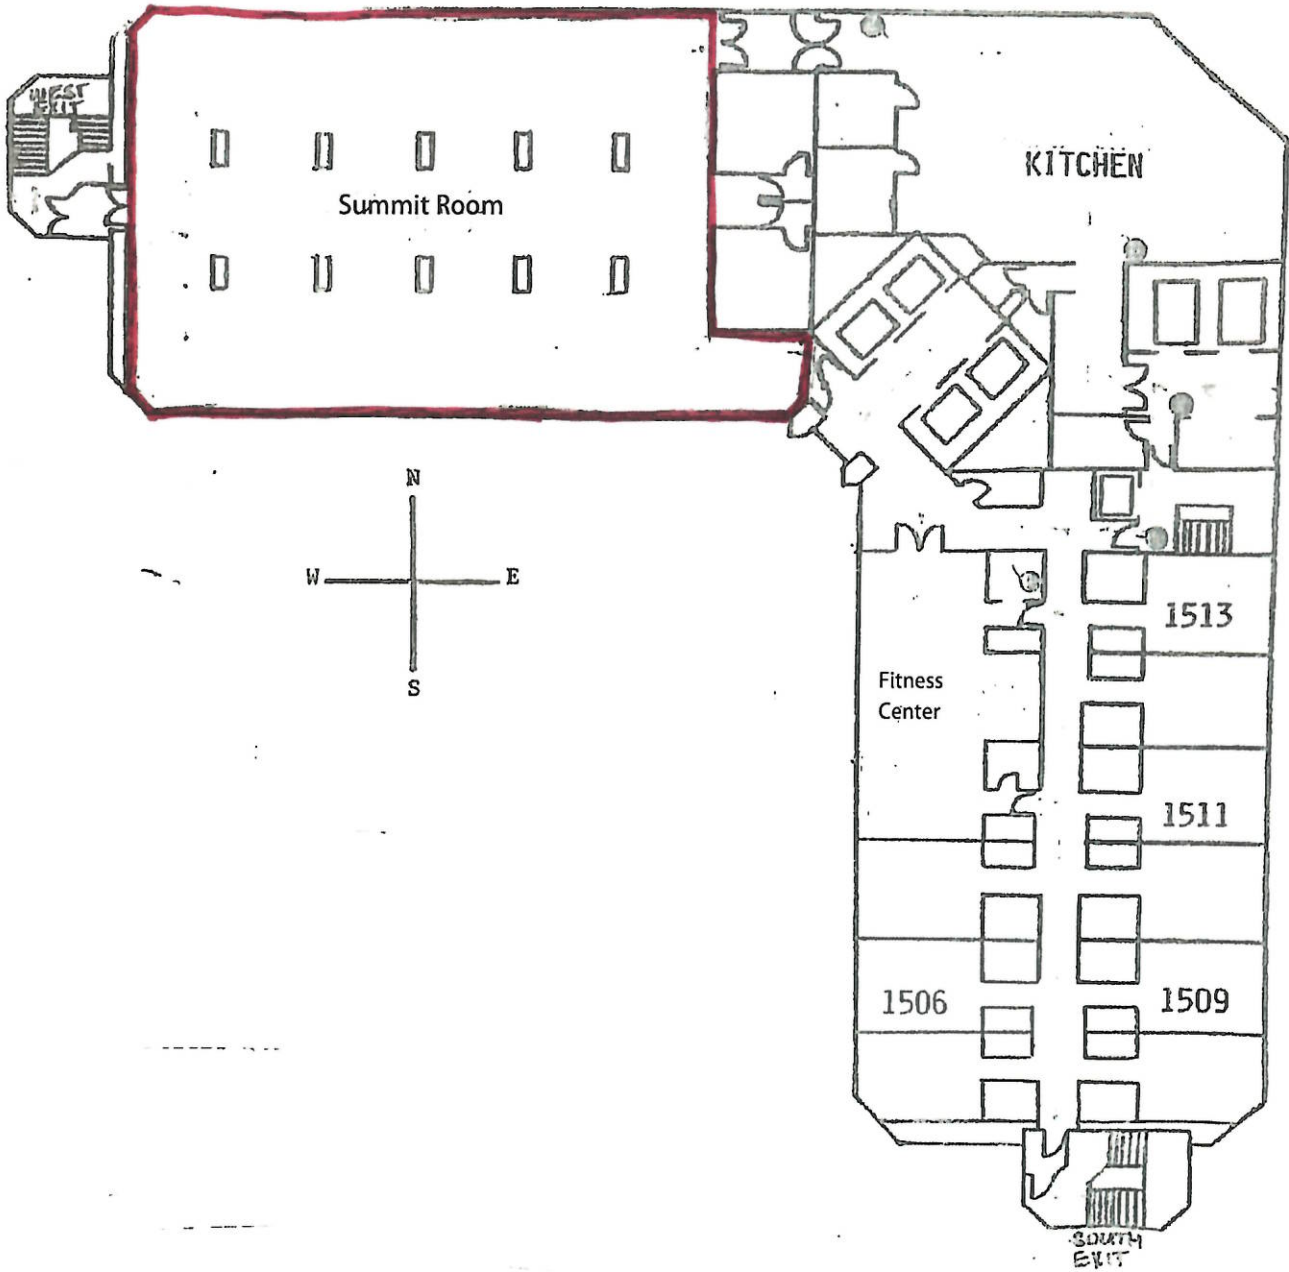 WEST
EXIT
KITCHEN
Summit Room
N
W
E
S
1513
Fitness
Center
1511
1506
1509
SOUTH
EXIT